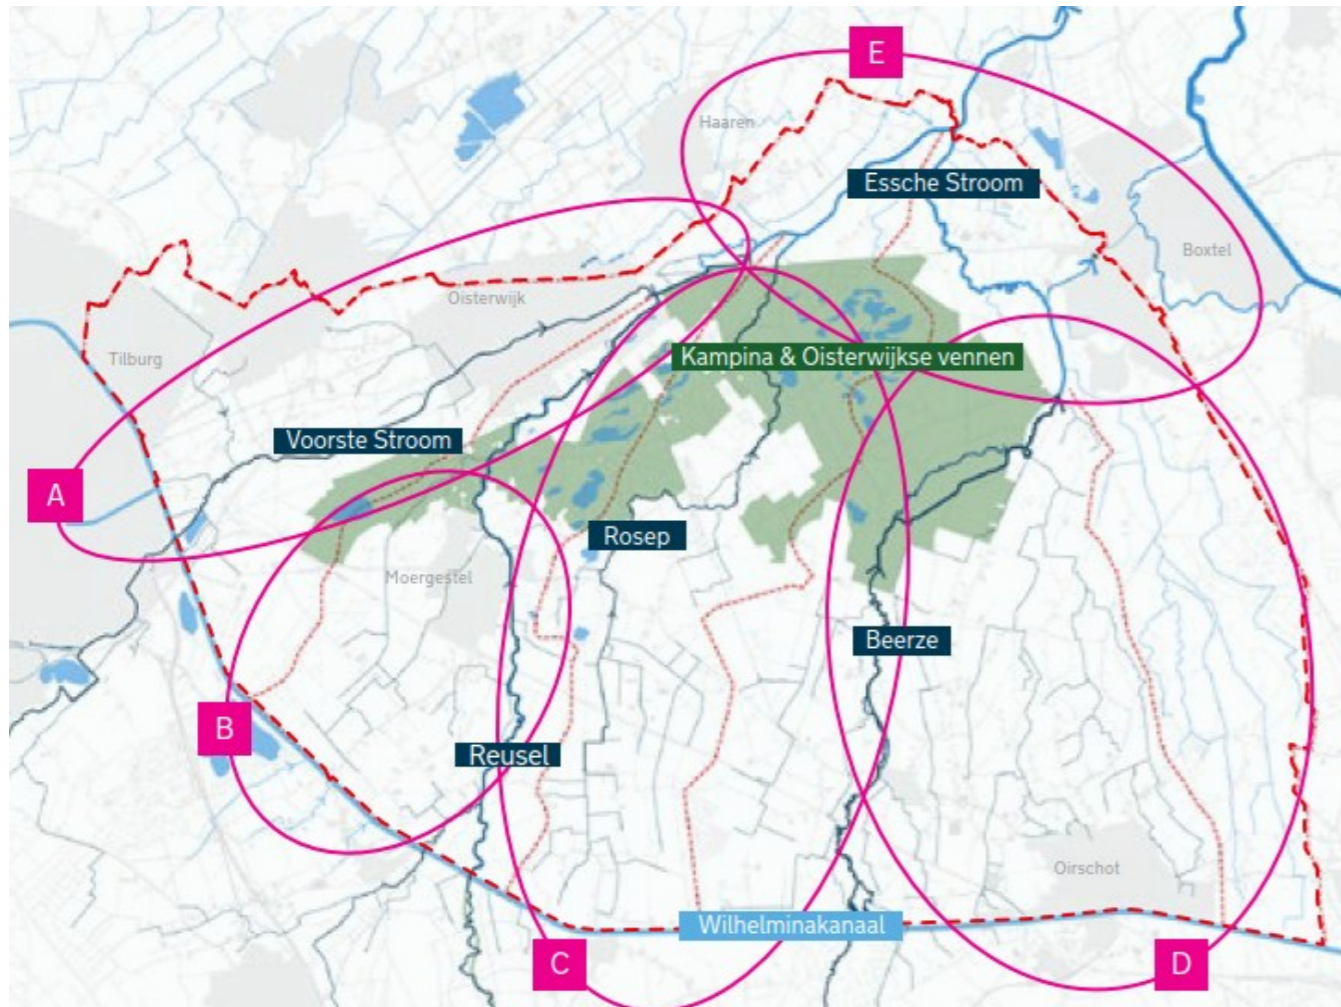 E
Haaren
Essche Stroom
Boxtel
Oisterwijk
Tilburg
Kampina & Oisterwijkse vennen
Voorste Stroom
A
Rosep
Moergestel
Beerze
B
Reusel
Oirschot
Wilhelminakanaal
C
D